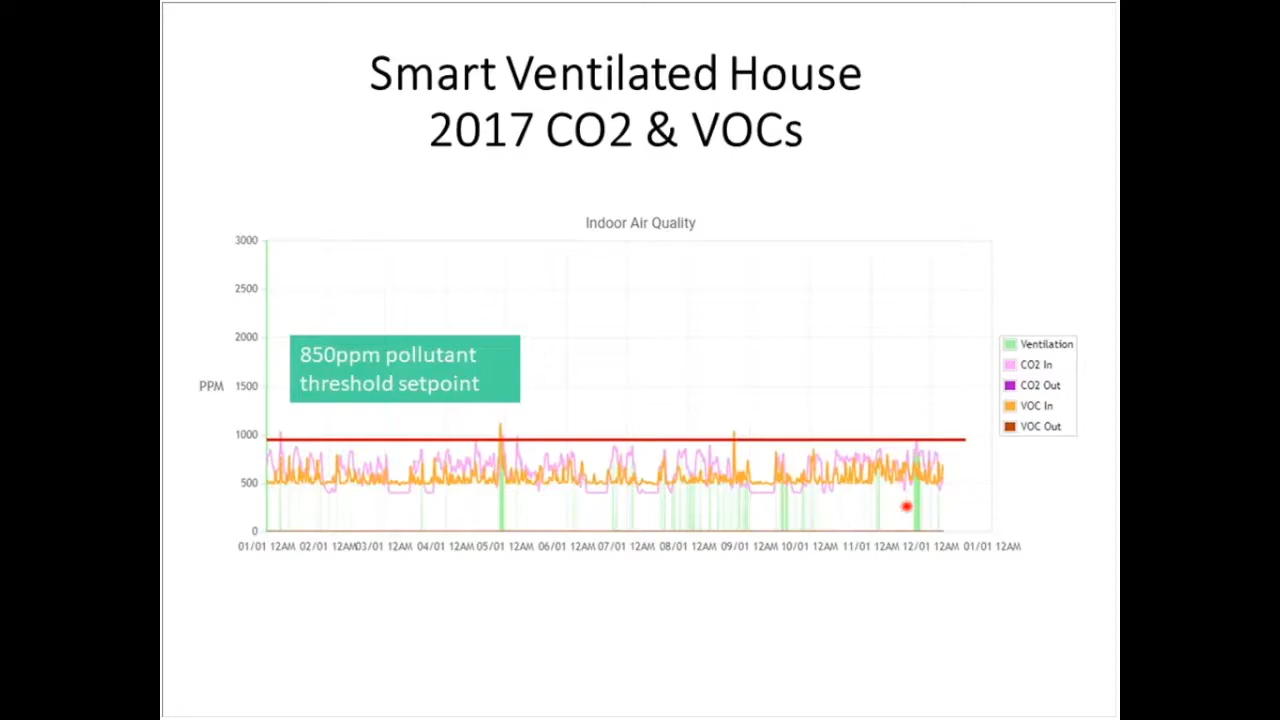 Smart Ventilated House
2017 CO2 & VOCs
Indoor Air Quality
3000
2500
2000
PPM 1500
1000
500
0
850ppm pollutant
threshold setpoint
Ventilation
CO2 In
CO2 Out
VOC In
VOC Out
01/01 12AM 02/01 12AM 03/01 12AM 04/01 12AM 05/01 12AM 06/01 12AM 07/01 12AM 08/01 12AM 09/01 12AM 10/01 12AM 11/01 12AM 12/01 12AM 01/01 12AM